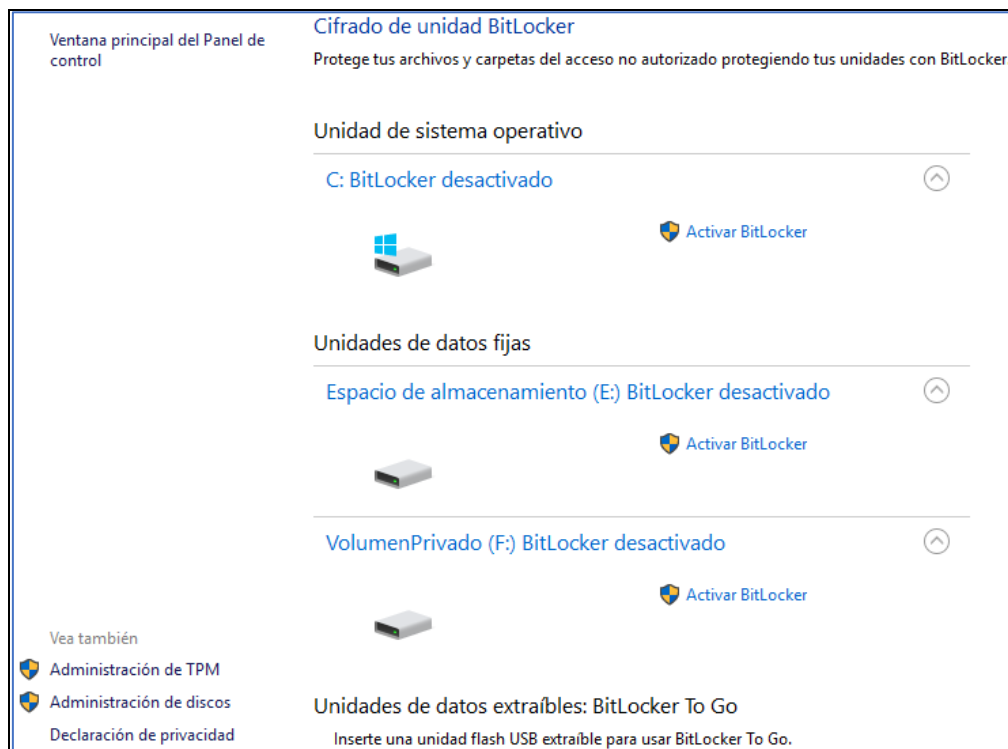 Ventana principal del Panel de
control
Cifrado de unidad BitLocker
Protege tus archivos y carpetas del acceso no autorizado protegiendo tus unidades con BitLocker
Unidad de sistema operativo
C: BitLocker desactivado
Activar BitLocker
Unidades de datos fijas
Espacio de almacenamiento (E:) BitLocker desactivado
Activar BitLocker
VolumenPrivado (F:) BitLocker desactivado
Activar BitLocker
Vea también
Administración de TPM
Administración de discos
Declaración de privacidad
Unidades de datos extraíbles: BitLocker To Go
Inserte una unidad flash USB extraíble para usar BitLocker To Go.